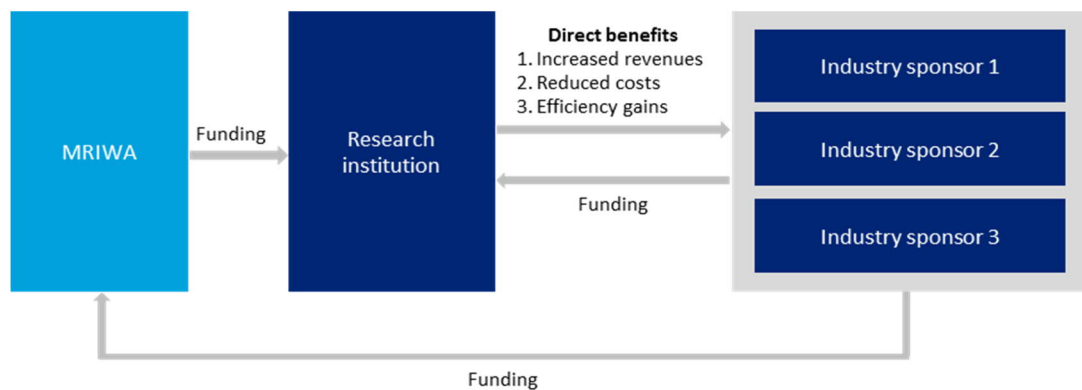 MRIWA
Funding
Research
institution
Direct benefits
1. Increased revenues
2. Reduced costs
3. Efficiency gains
Funding
Industry sponsor 1
Industry sponsor 2
Industry sponsor 3
Funding